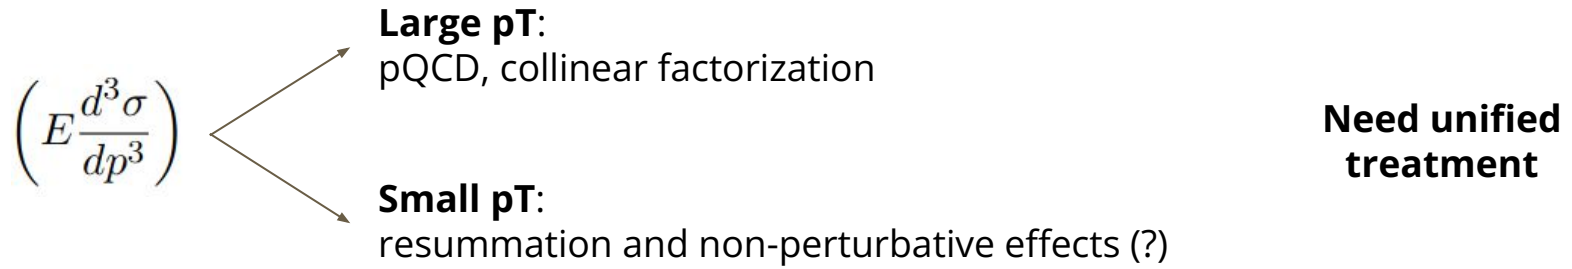 Large pT:
pQCD, collinear factorization
(E d³σ/dp³)
Need unified
treatment
Small pT:
resummation and non-perturbative effects (?)